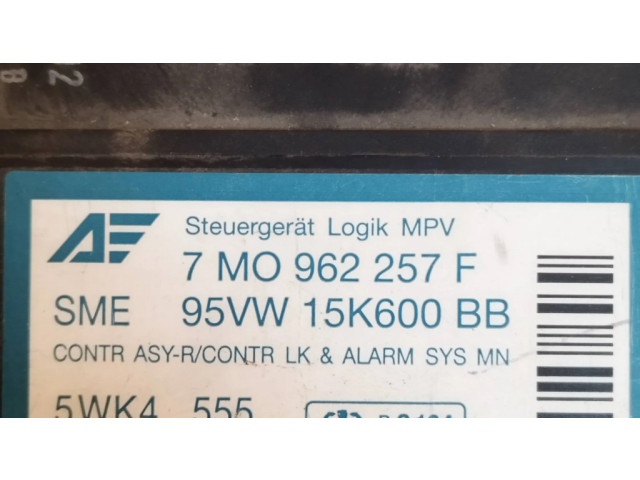 2
B
AE
Steuergerät Logik MPV
7 MO 962 257 F
SME 95VW 15K600 BB
CONTR ASY-R/CONTR LK & ALARM SYS MN
5WK4 555